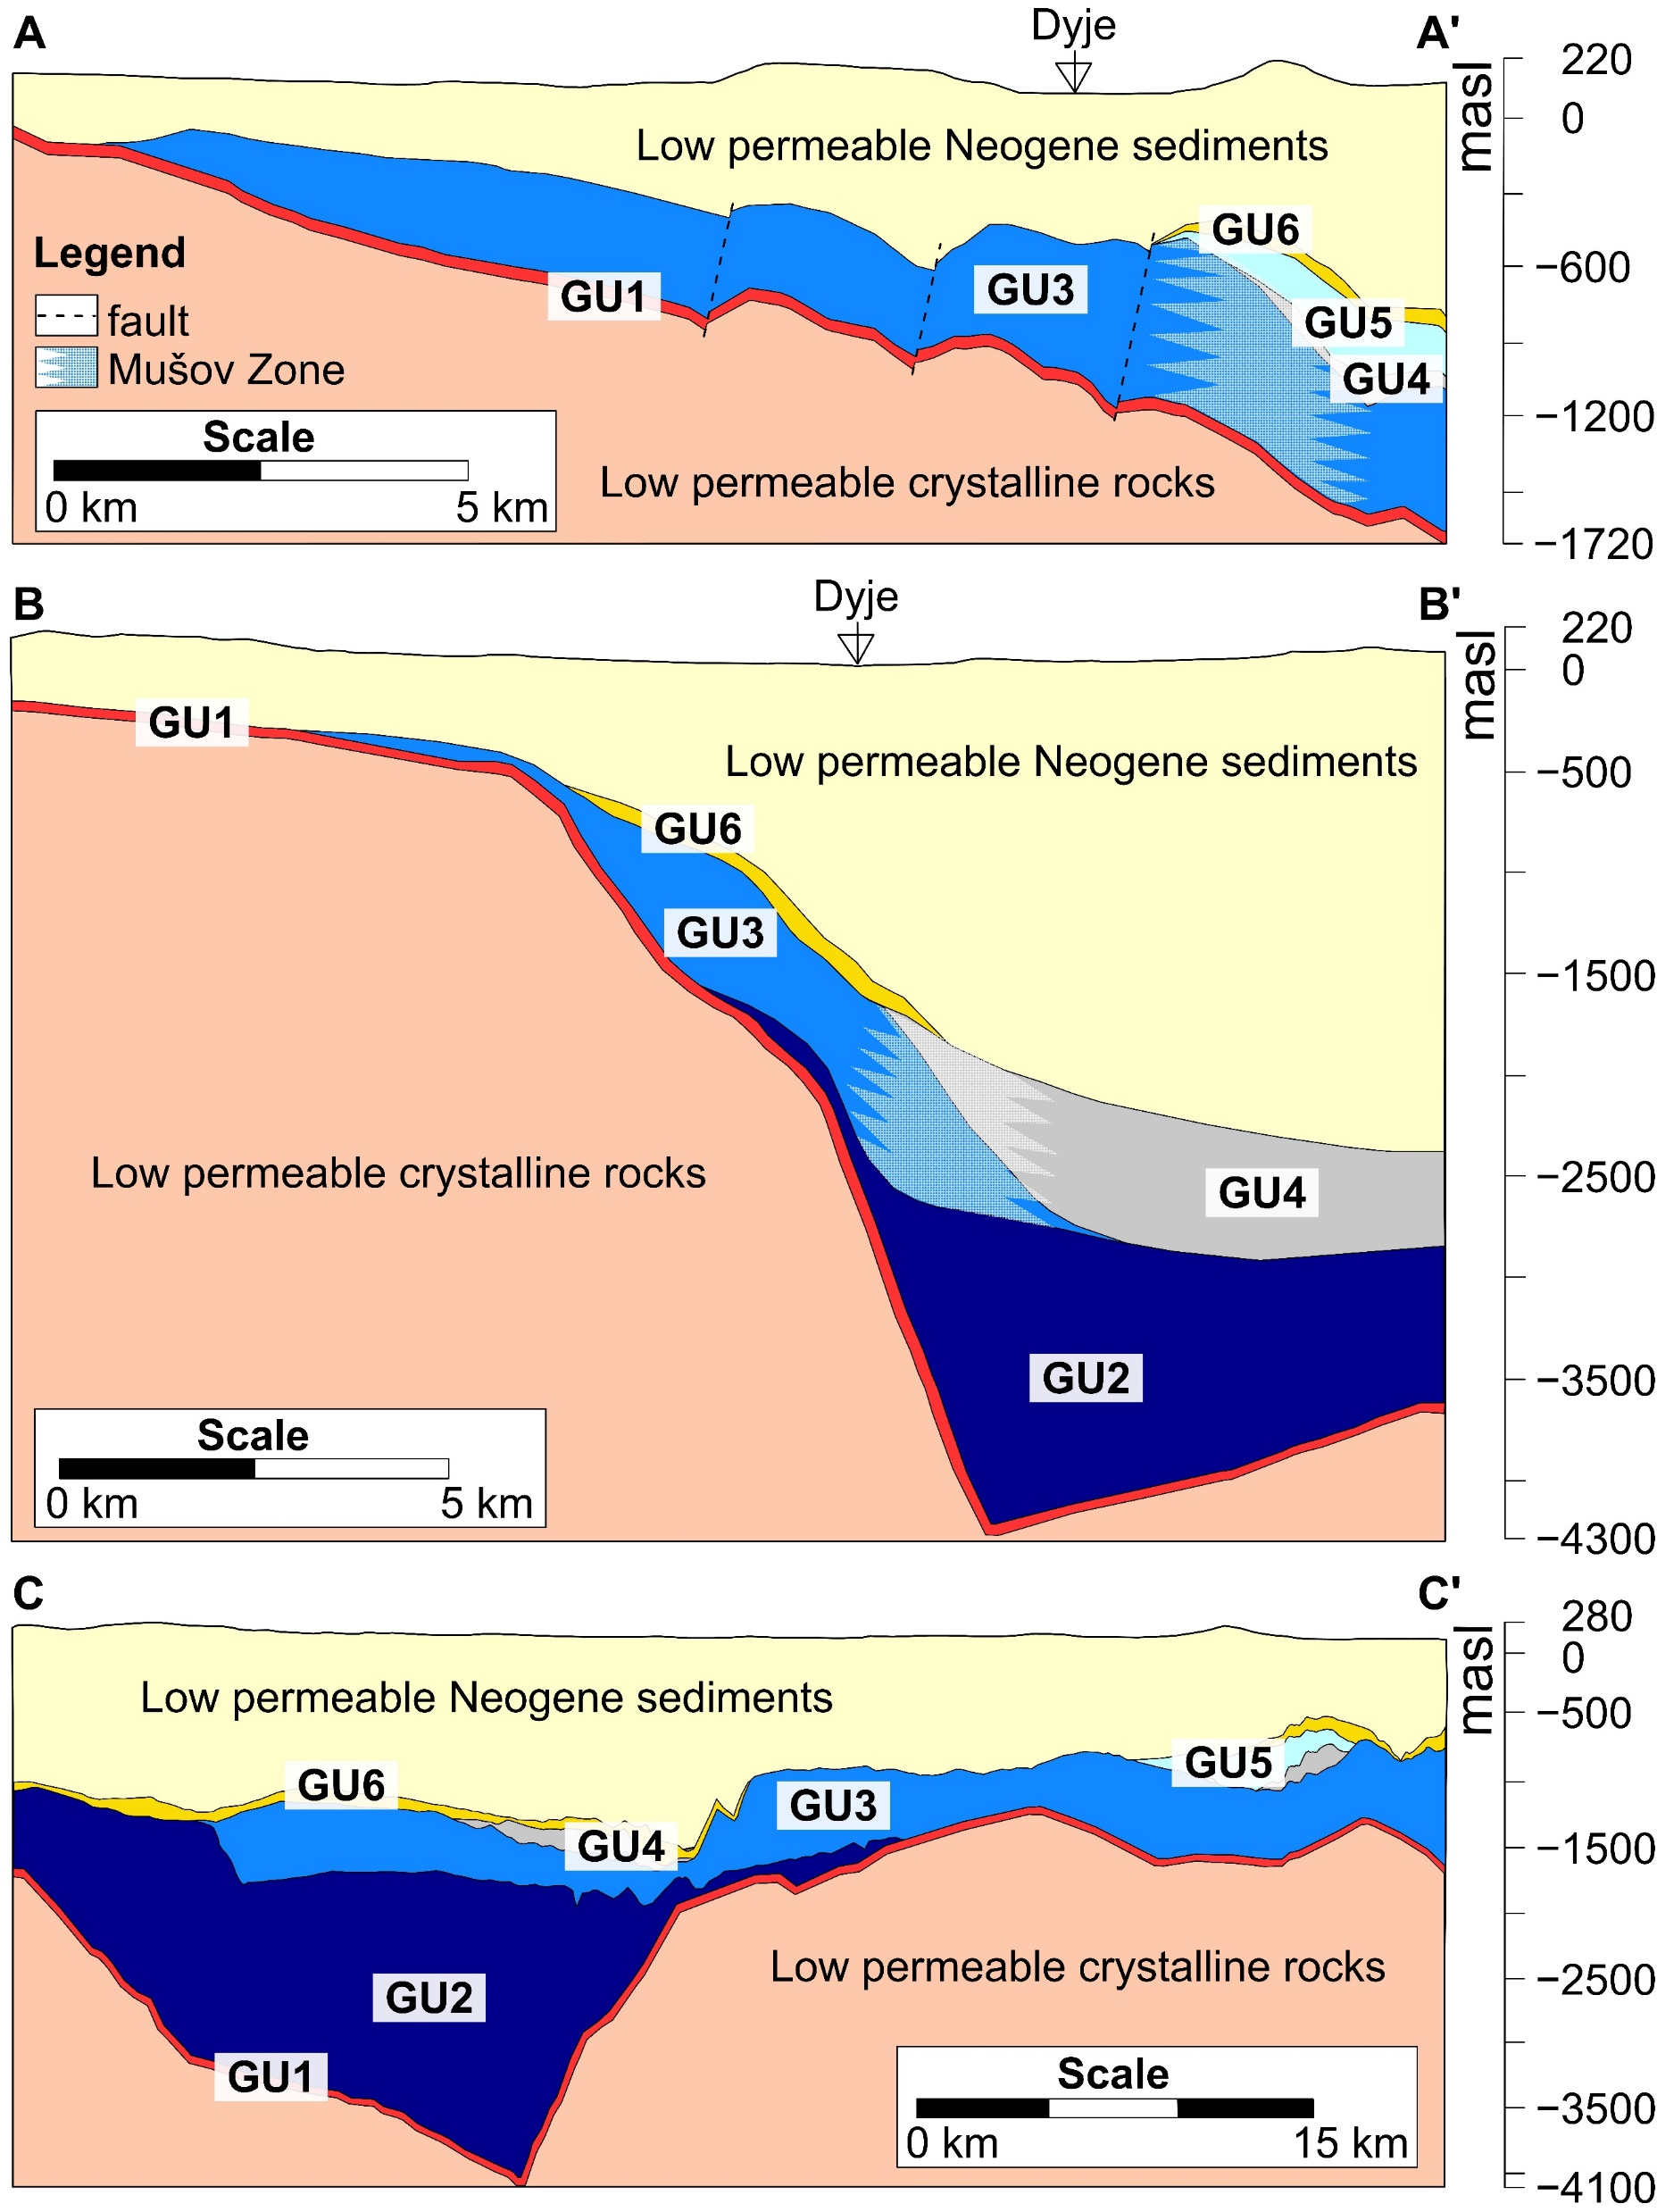 A
Dyje
A'
220
masl
0
Low permeable Neogene sediments
GU6
Legend
−600
GU1
GU3
fault
GU5
Mušov Zone
GU4
−1200
Scale
Low permeable crystalline rocks
0 km 5 km
−1720
B
Dyje
B'
220
masl
0
GU1
Low permeable Neogene sediments
−500
GU6
GU3
−1500
Low permeable crystalline rocks
−2500
GU4
GU2
−3500
Scale
0 km 5 km
−4300
C
C'
280
masl
0
Low permeable Neogene sediments
−500
GU5
GU6
GU3
GU4
−1500
Low permeable crystalline rocks
−2500
GU2
GU1
Scale
−3500
0 km 15 km
−4100